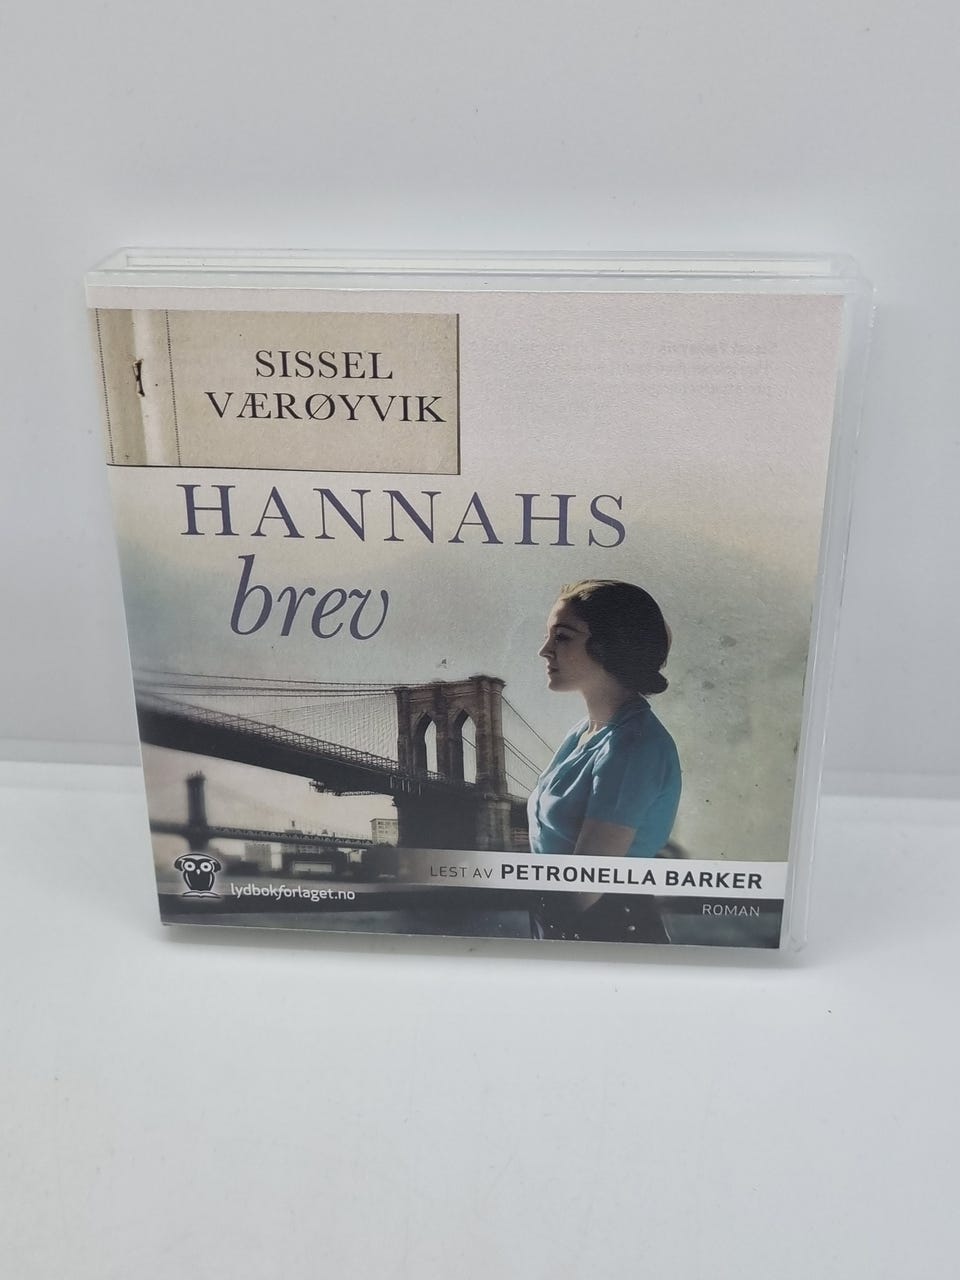 SISSEL
VÆRØYVIK
HANNAHS
brev
LEST AV PETRONELLA BARKER
lydbokforlaget.no
ROMAN